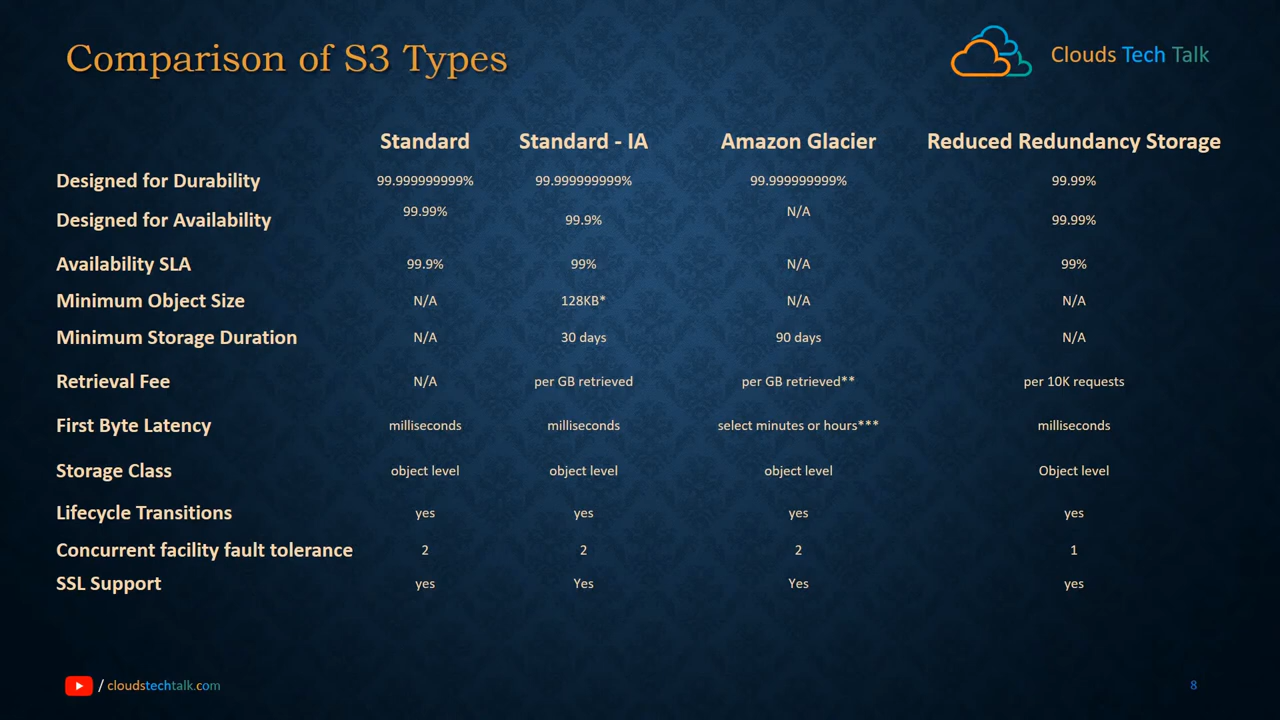 Comparison of S3 Types
Clouds Tech Talk
Standard Standard - IA Amazon Glacier Reduced Redundancy Storage
Designed for Durability 99.999999999% 99.999999999% 99.999999999% 99.99%
Designed for Availability 99.99% 99.9% N/A 99.99%
Availability SLA 99.9% 99% N/A 99%
Minimum Object Size N/A 128KB* N/A N/A
Minimum Storage Duration N/A 30 days 90 days N/A
Retrieval Fee N/A per GB retrieved per GB retrieved** per 10K requests
First Byte Latency milliseconds milliseconds select minutes or hours*** milliseconds
Storage Class object level object level object level Object level
Lifecycle Transitions yes yes yes yes
Concurrent facility fault tolerance 2 2 2 1
SSL Support yes Yes Yes yes
/ cloudstechtalk.com
8